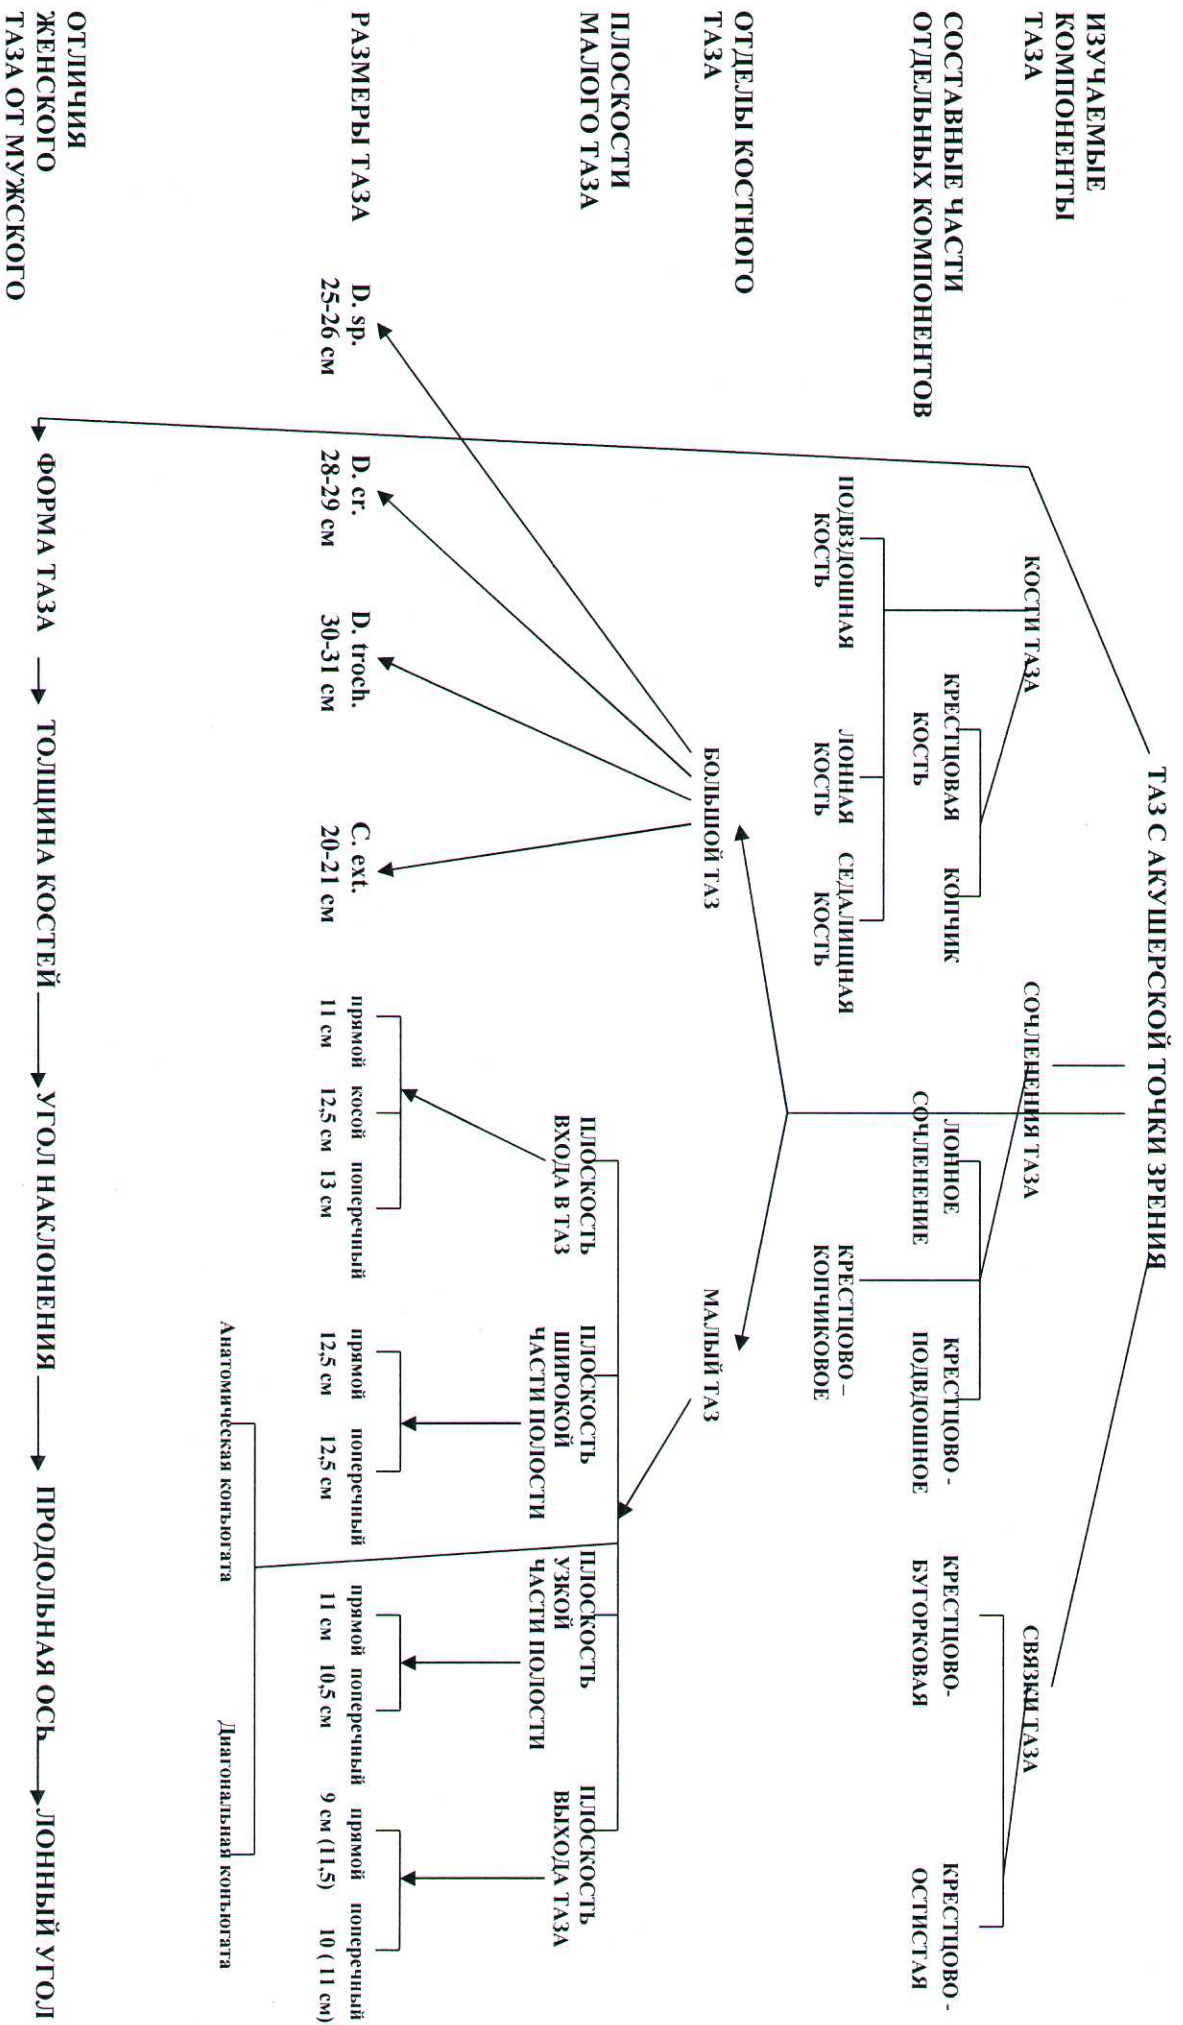 ТАЗ С АКУШЕРСКОЙ ТОЧКИ ЗРЕНИЯ
ИЗУЧАЕМЫЕ
КОМПОНЕНТЫ
ТАЗА
КОСТИ ТАЗА
СОЧЛЕНЕНИЯ ТАЗА
СВЯЗКИ ТАЗА
СОСТАВНЫЕ ЧАСТИ
ОТДЕЛЬНЫХ КОМПОНЕНТОВ
КРЕСТЦОВАЯ
КОСТЬ
КОПЧИК
ЛОННОЕ
СОЧЛЕНЕНИЕ
КРЕСТЦОВО -
ПОДВДОШНОЕ
КРЕСТЦОВО-
БУГОРКОВАЯ
КРЕСТЦОВО -
ОСТИСТАЯ
ПОДВЗДОШНАЯ
КОСТЬ
ЛОННАЯ
КОСТЬ
СЕДАЛИЩНАЯ
КОСТЬ
КРЕСТЦОВО –
КОПЧИКОВОЕ
ОТДЕЛЫ КОСТНОГО
ТАЗА
БОЛЬШОЙ ТАЗ
МАЛЫЙ ТАЗ
ПЛОСКОСТИ
МАЛОГО ТАЗА
ПЛОСКОСТЬ
ВХОДА В ТАЗ
ПЛОСКОСТЬ
ШИРОКОЙ
ЧАСТИ ПОЛОСТИ
ПЛОСКОСТЬ
УЗКОЙ
ЧАСТИ ПОЛОСТИ
ПЛОСКОСТЬ
ВЫХОДА ТАЗА
РАЗМЕРЫ ТАЗА
D. sp.
25-26 см
D. cr.
28-29 см
D. troch.
30-31 см
C. ext.
20-21 см
прямой косой поперечный
11 см 12,5 см 13 см
прямой поперечный
12,5 см 12,5 см
прямой поперечный
11 см 10,5 см
прямой поперечный
9 см (11,5) 10 ( 11 см)
Анатомическая конъюгата
Диагональная конъюгата
ОТЛИЧИЯ
ЖЕНСКОГО
ТАЗА ОТ МУЖСКОГО
ФОРМА ТАЗА ТОЛЩИНА КОСТЕЙ УГОЛ НАКЛОНЕНИЯ ПРОДОЛЬНАЯ ОСЬ ЛОННЫЙ УГОЛ